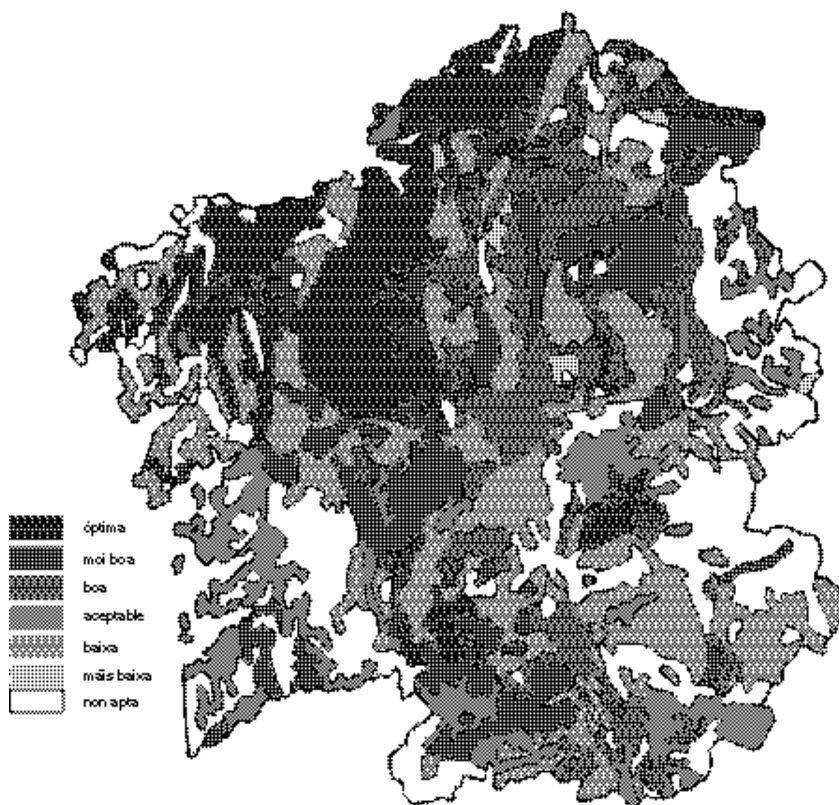 óptima
moi boa
boa
aceptable
baixa
máis baixa
non apta